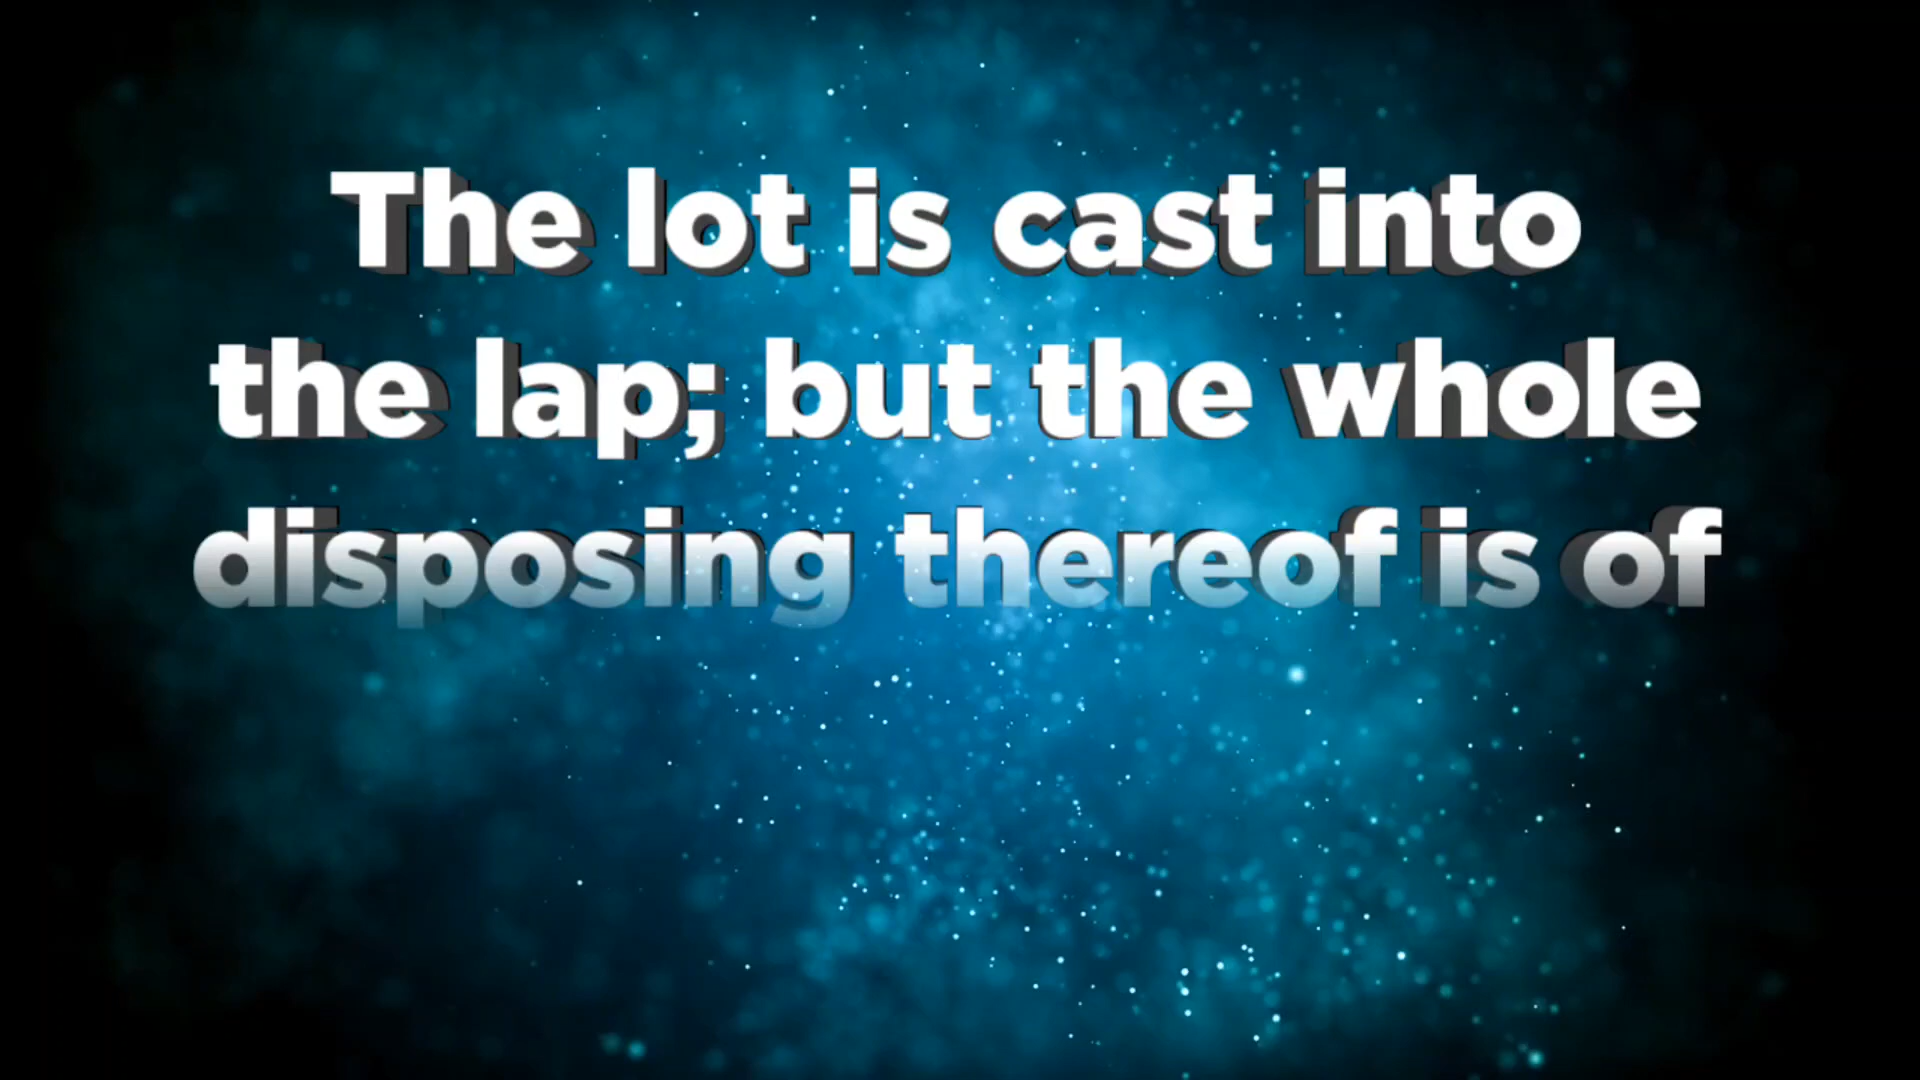 The lot is cast into
the lap; but the whole
disposing thereof is of